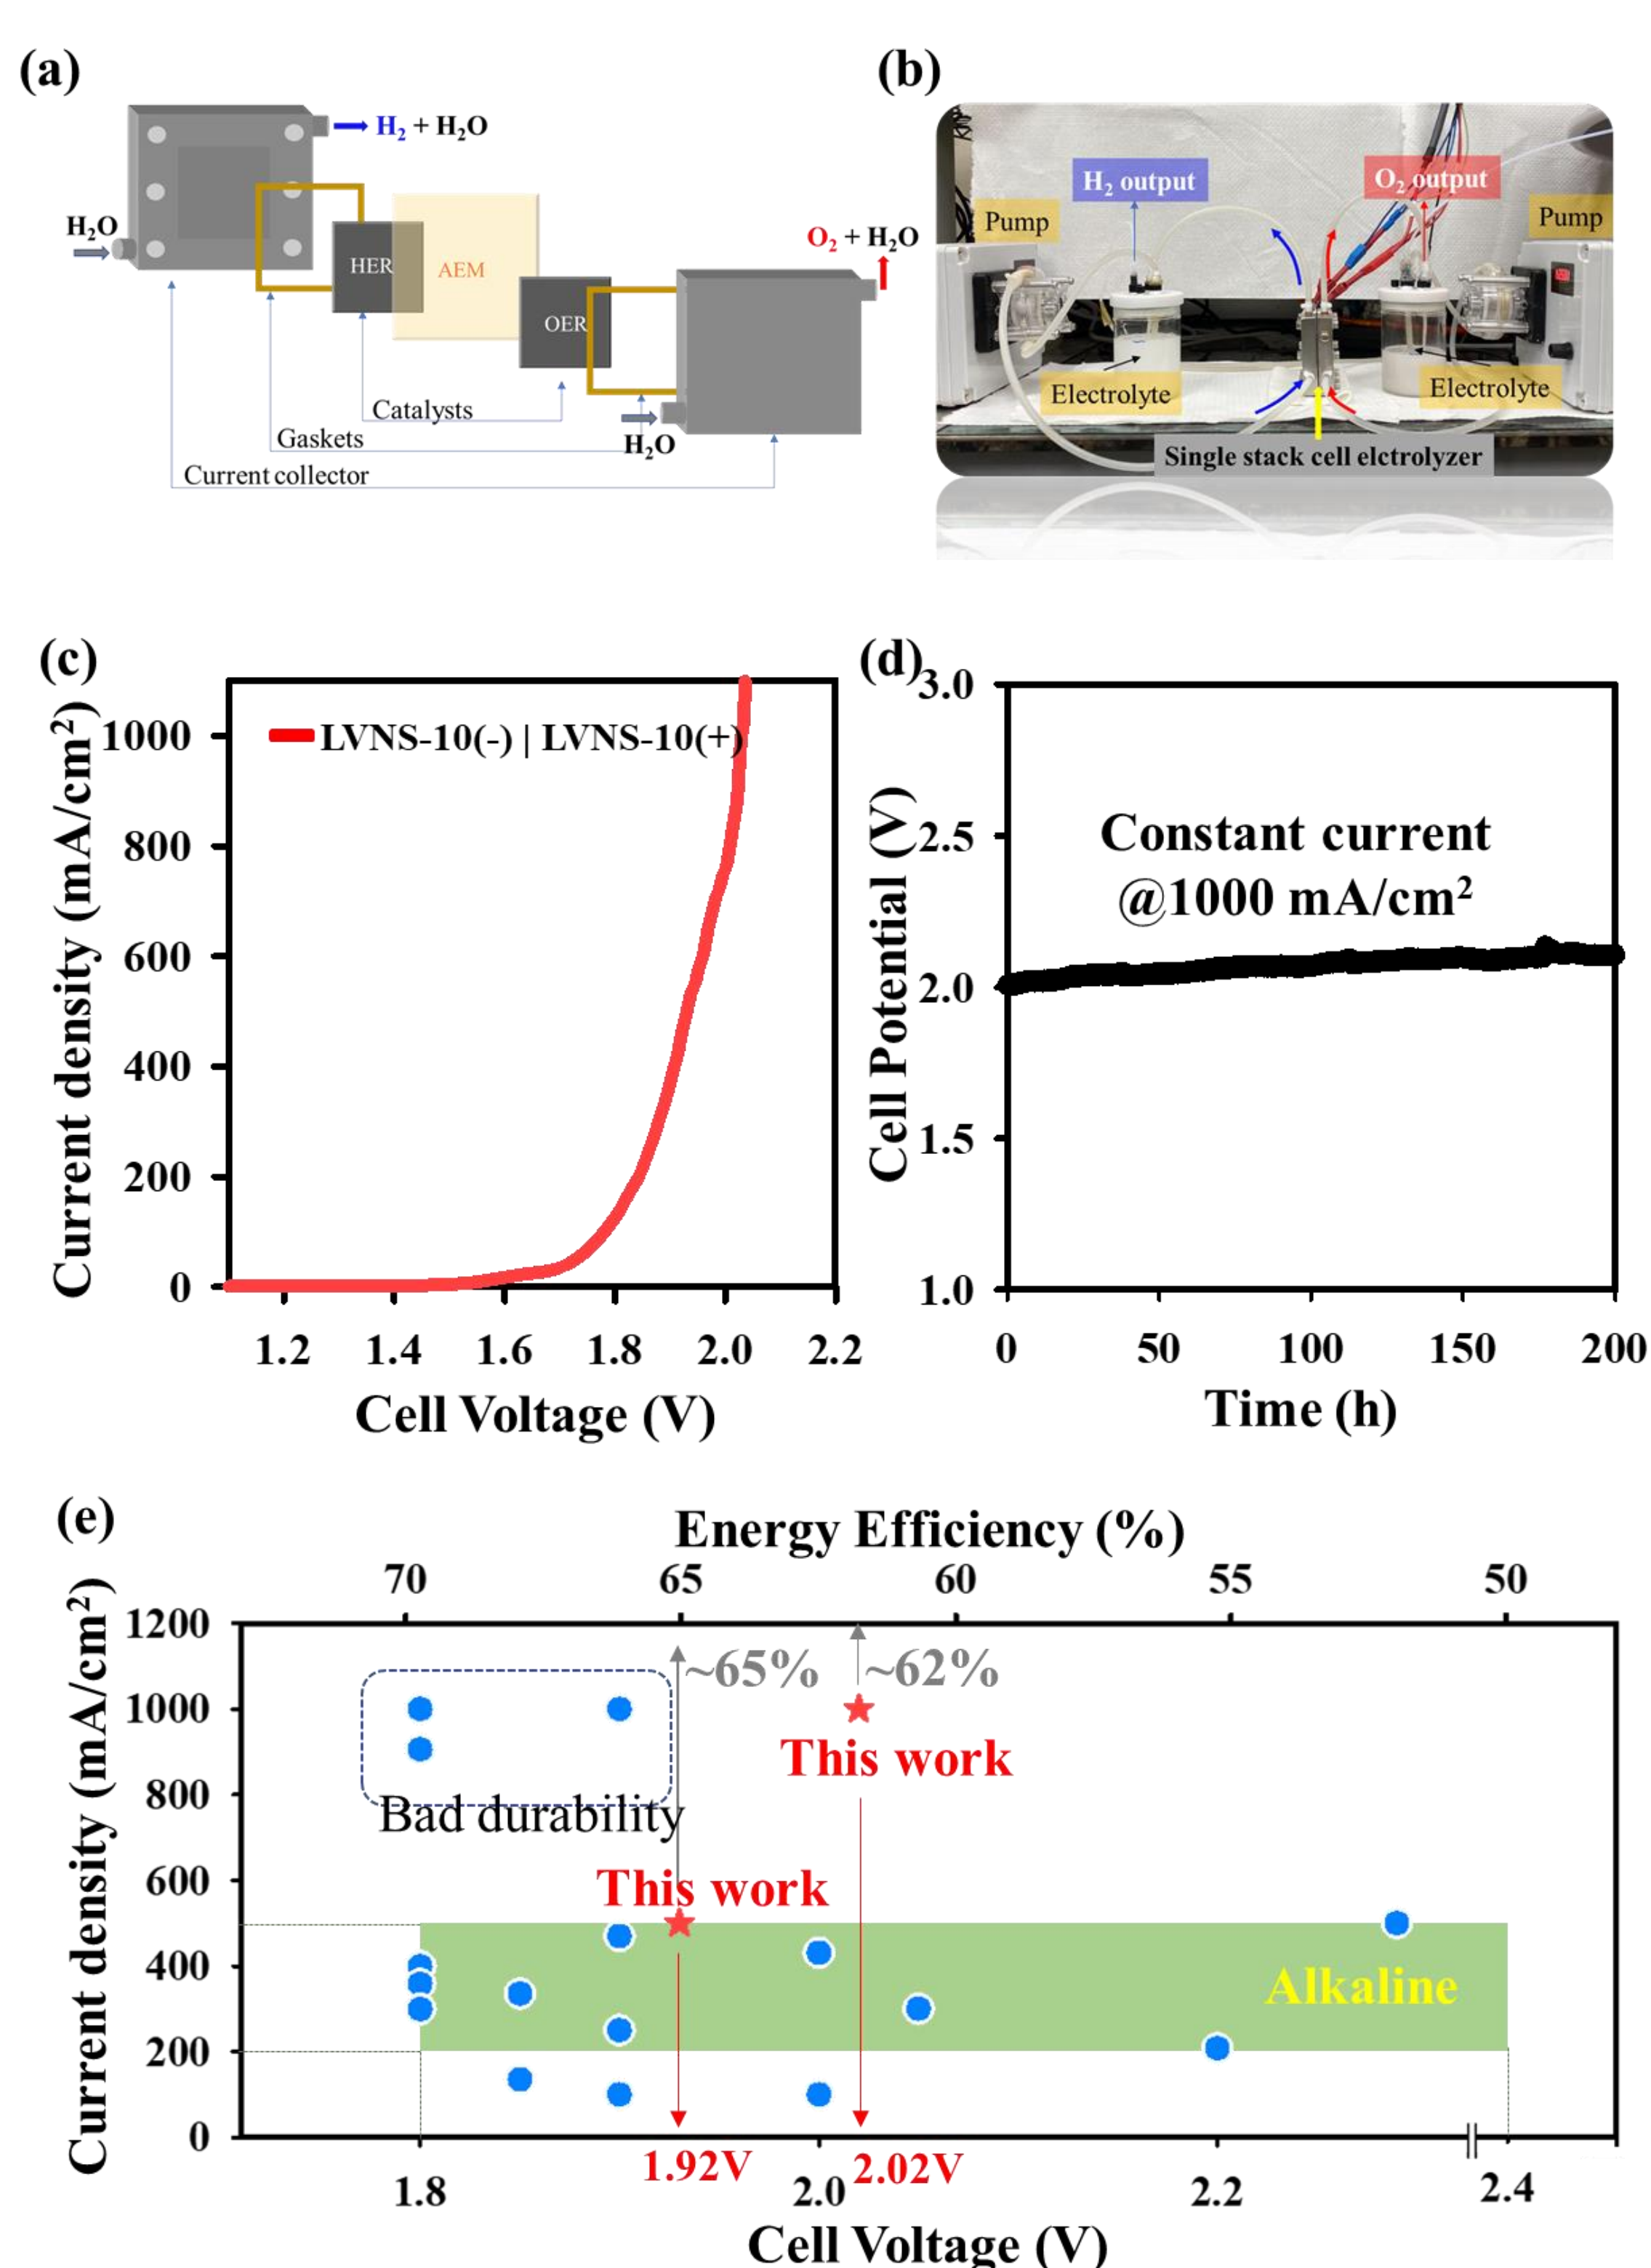 (a)
H₂ + H₂O
H₂O
HER
AEM
O₂ + H₂O
OER
Catalysts
Gaskets
H₂O
Current collector
(b)
H₂ output
O₂ output
Pump
Pump
Electrolyte
Electrolyte
Single stack cell elctrolyzer
(c)
Current density (mA/cm²)
1000
800
600
400
200
0
LVNS-10(-) | LVNS-10(+)
1.2 1.4 1.6 1.8 2.0 2.2
Cell Voltage (V)
(d)
Cell Potential (V)
3.0
2.5
2.0
1.5
1.0
Constant current
@1000 mA/cm²
0 50 100 150 200
Time (h)
(e)
Energy Efficiency (%)
70 65 60 55 50
Current density (mA/cm²)
1200
1000
800
600
400
200
0
~65% ~62%
This work
Bad durability
This work
Alkaline
1.92V 2.02V
1.8 2.0 2.2 2.4
Cell Voltage (V)